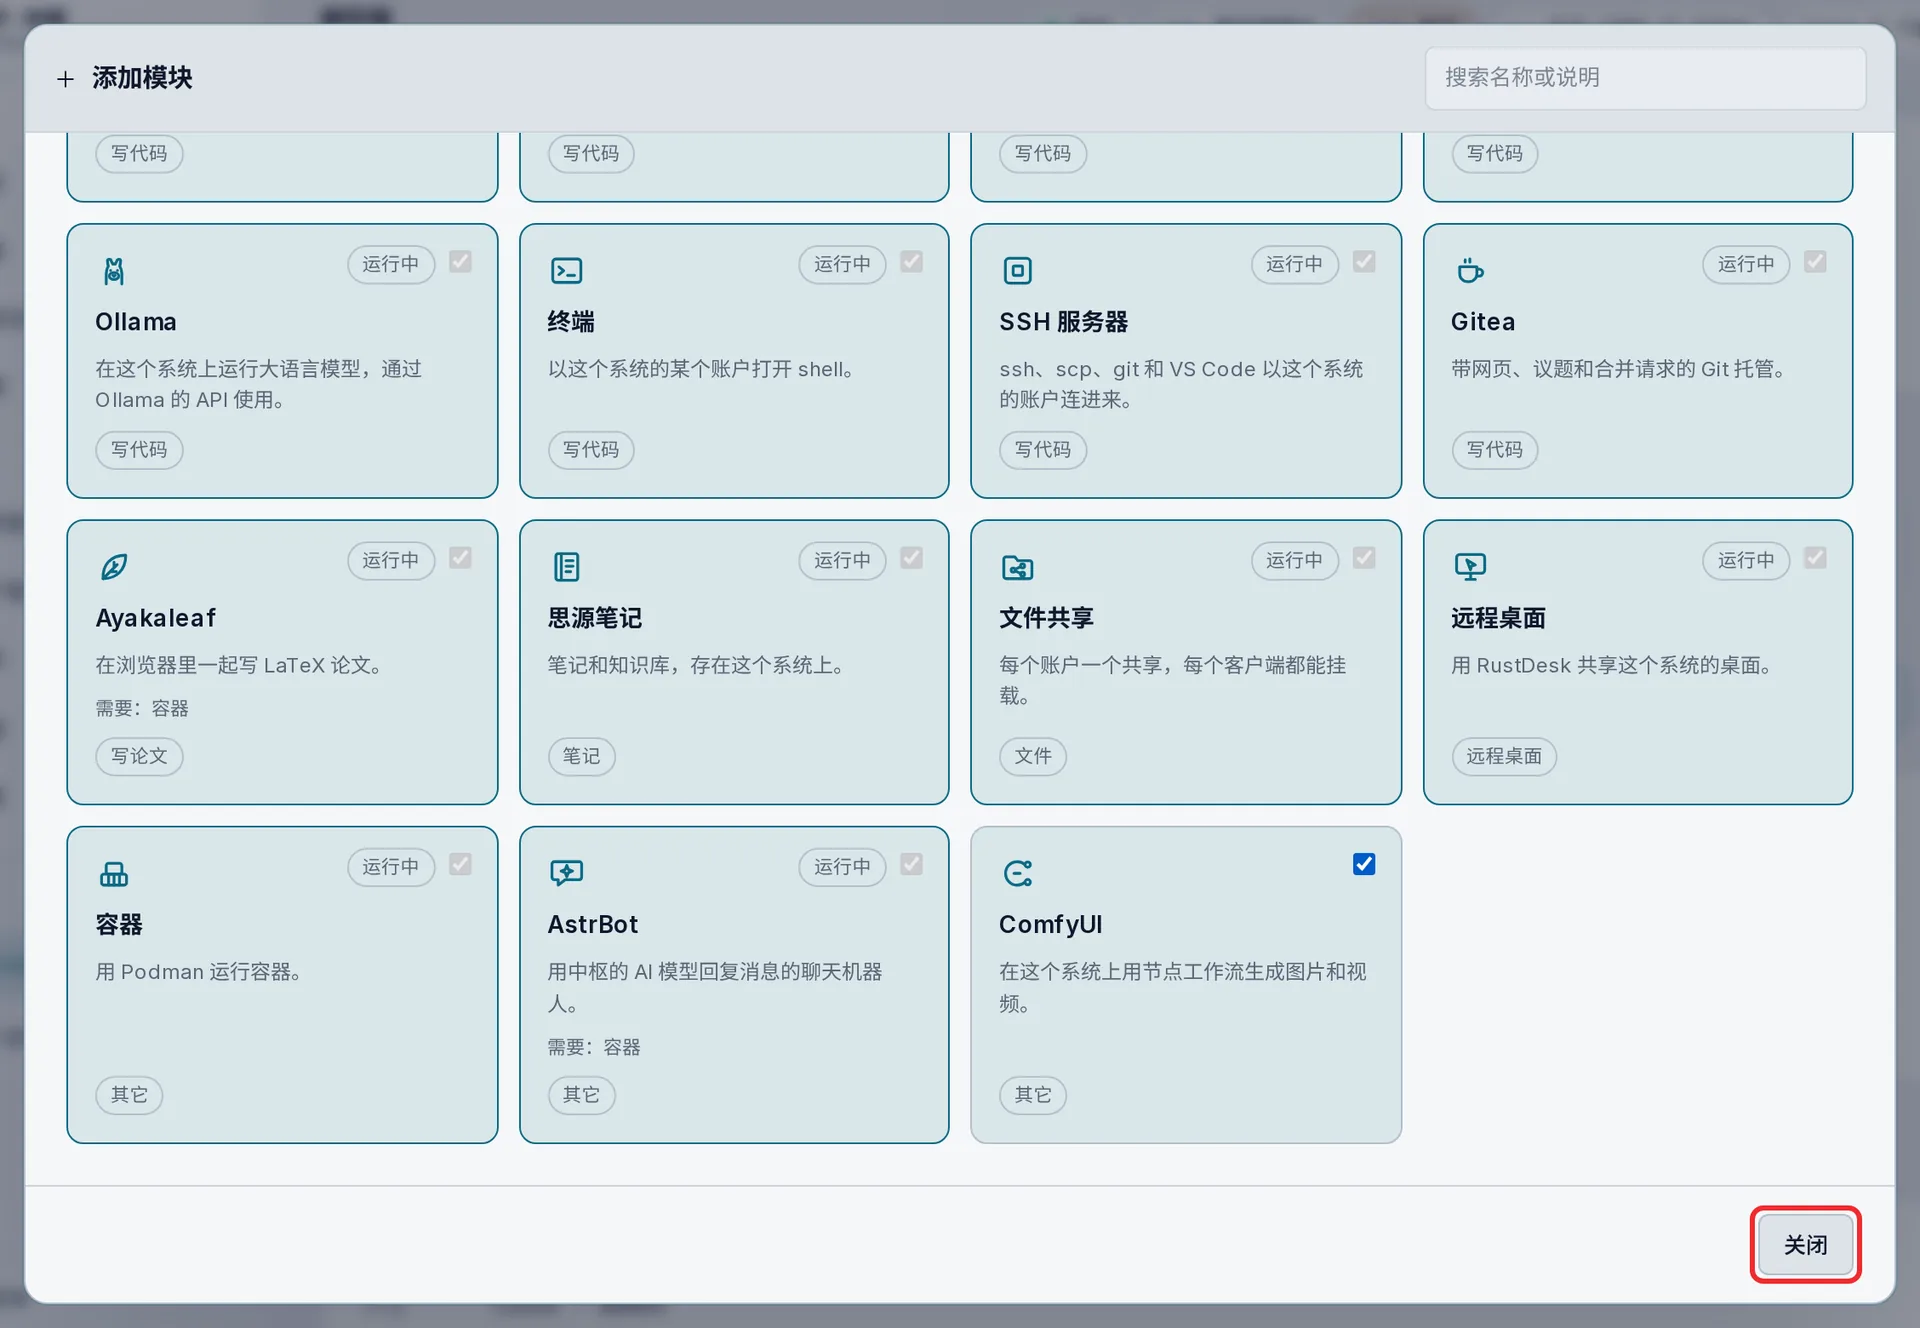 添加模块
搜索名称或说明
写代码
写代码
写代码
写代码
运行中
Ollama
在这个系统上运行大语言模型，通过
Ollama 的 API 使用。
写代码
运行中
终端
以这个系统的某个账户打开 shell。
写代码
运行中
SSH 服务器
ssh、scp、git 和 VS Code 以这个系统
的账户连进来。
写代码
运行中
Gitea
带网页、议题和合并请求的 Git 托管。
写代码
运行中
Ayakaleaf
在浏览器里一起写 LaTeX 论文。
需要：容器
写论文
运行中
思源笔记
笔记和知识库，存在这个系统上。
笔记
运行中
文件共享
每个账户一个共享，每个客户端都能挂
载。
文件
运行中
远程桌面
用 RustDesk 共享这个系统的桌面。
远程桌面
运行中
容器
用 Podman 运行容器。
其它
运行中
AstrBot
用中枢的 AI 模型回复消息的聊天机器
人。
需要：容器
其它
ComfyUI
在这个系统上用节点工作流生成图片和视
频。
其它
关闭